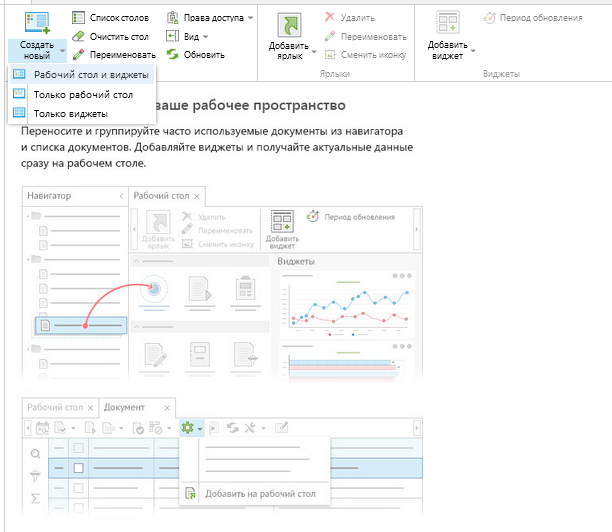 Создать новый
Список столов
Очистить стол
Переименовать
Права доступа
Вид
Обновить
Добавить ярлык
Удалить
Переименовать
Сменить иконку
Ярлыки
Добавить виджет
Период обновления
Виджеты
Рабочий стол и виджеты
Только рабочий стол
Только виджеты
ваше рабочее пространство
Переносите и группируйте часто используемые документы из навигатора
и списка документов. Добавляйте виджеты и получайте актуальные данные
сразу на рабочем столе.
Навигатор
Рабочий стол
Добавить ярлык
Удалить
Переименовать
Сменить иконку
Добавить виджет
Период обновления
Виджеты
Рабочий стол
Документ
Добавить на рабочий стол